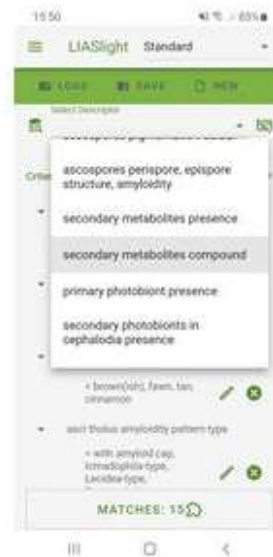 15:50
65%
LIASlight Standard
LOAD SAVE NEW
Select Descriptor
ascospores perispore, epispore
structure, amyloidity
secondary metabolites presence
secondary metabolites compound
primary photobiont presence
secondary photobionts in
cephalodia presence
+ brown(ish), fawn, tan,
cinnamon
asci tholus amyloidity pattern type
+ with amyloid cap,
Icmadophila-type,
Lecidea-type,
MATCHES: 15